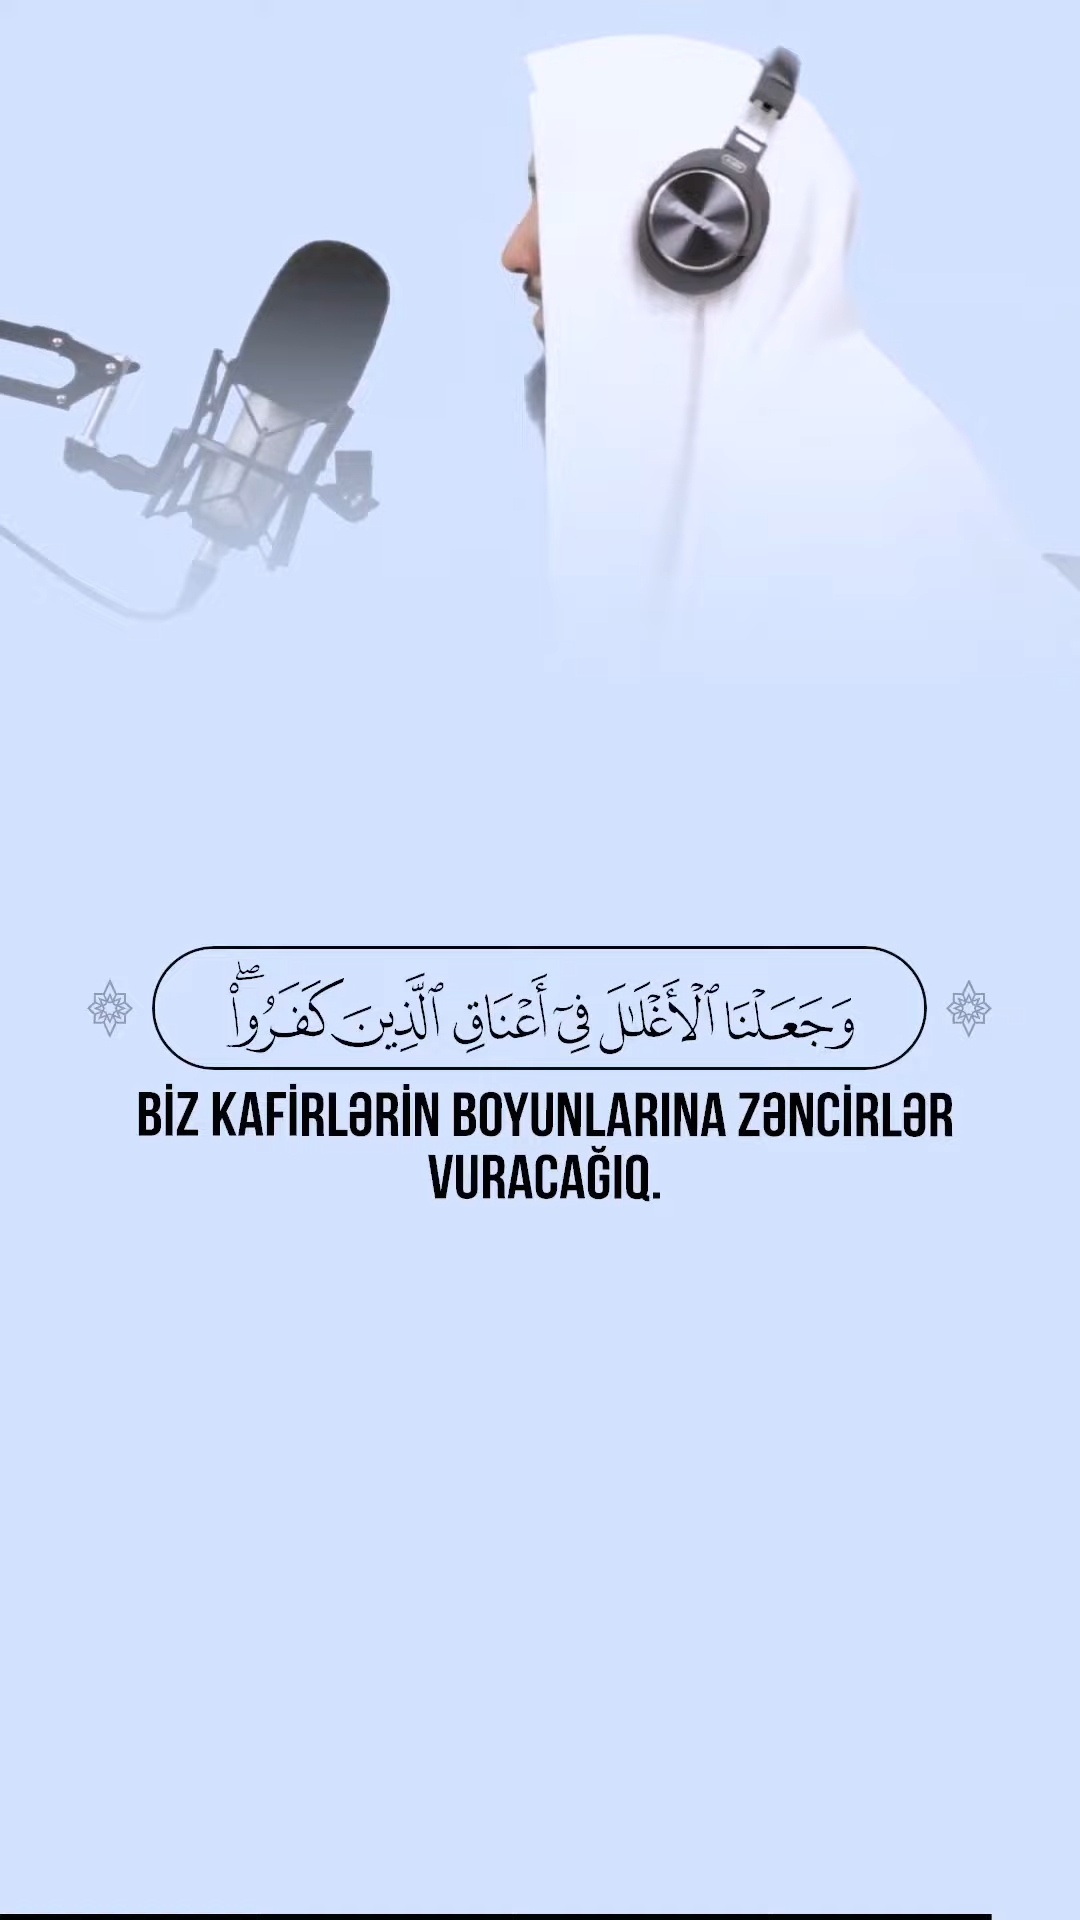 وَجَعَلْنَا ٱلْأَغْلَٰلَ فِىٓ أَعْنَاقِ ٱلَّذِينَ كَفَرُوا۟ ۖ
BİZ KAFİRLƏRİN BOYUNLARINA ZƏNCİRLƏR
VURACAĞIQ.